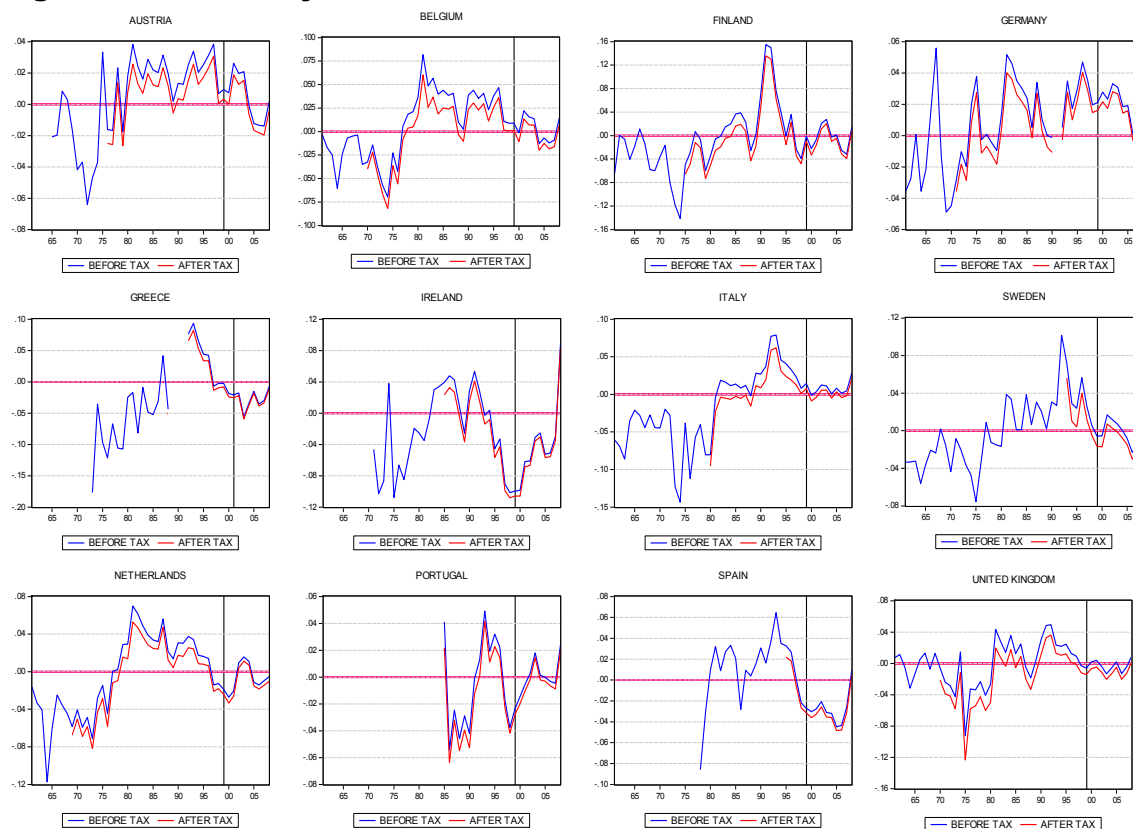 AUSTRIA
.04
.02
.00
-.02
-.04
-.06
-.08
65 70 75 80 85 90 95 00 05
BEFORE TAX AFTER TAX
BELGIUM
.100
.075
.050
.025
.000
-.025
-.050
-.075
-.100
65 70 75 80 85 90 95 00 05
BEFORE TAX AFTER TAX
FINLAND
.16
.12
.08
.04
.00
-.04
-.08
-.12
-.16
65 70 75 80 85 90 95 00 05
BEFORE TAX AFTER TAX
GERMANY
.06
.04
.02
.00
-.02
-.04
-.06
65 70 75 80 85 90 95 00 05
BEFORE TAX AFTER TAX
GREECE
.10
.05
.00
-.05
-.10
-.15
-.20
65 70 75 80 85 90 95 00 05
BEFORE TAX AFTER TAX
IRELAND
.12
.08
.04
.00
-.04
-.08
-.12
65 70 75 80 85 90 95 00 05
BEFORE TAX AFTER TAX
ITALY
.10
.05
.00
-.05
-.10
-.15
65 70 75 80 85 90 95 00 05
BEFORE TAX AFTER TAX
SWEDEN
.12
.08
.04
.00
-.04
-.08
65 70 75 80 85 90 95 00 05
BEFORE TAX AFTER TAX
NETHERLANDS
.08
.04
.00
-.04
-.08
-.12
65 70 75 80 85 90 95 00 05
BEFORE TAX AFTER TAX
PORTUGAL
.08
.06
.04
.02
.00
-.02
-.04
-.06
-.08
65 70 75 80 85 90 95 00 05
BEFORE TAX AFTER TAX
SPAIN
.08
.06
.04
.02
.00
-.02
-.04
-.06
-.08
-.10
65 70 75 80 85 90 95 00 05
BEFORE TAX AFTER TAX
UNITED KINGDOM
.08
.04
.00
-.04
-.08
-.12
-.16
65 70 75 80 85 90 95 00 05
BEFORE TAX AFTER TAX